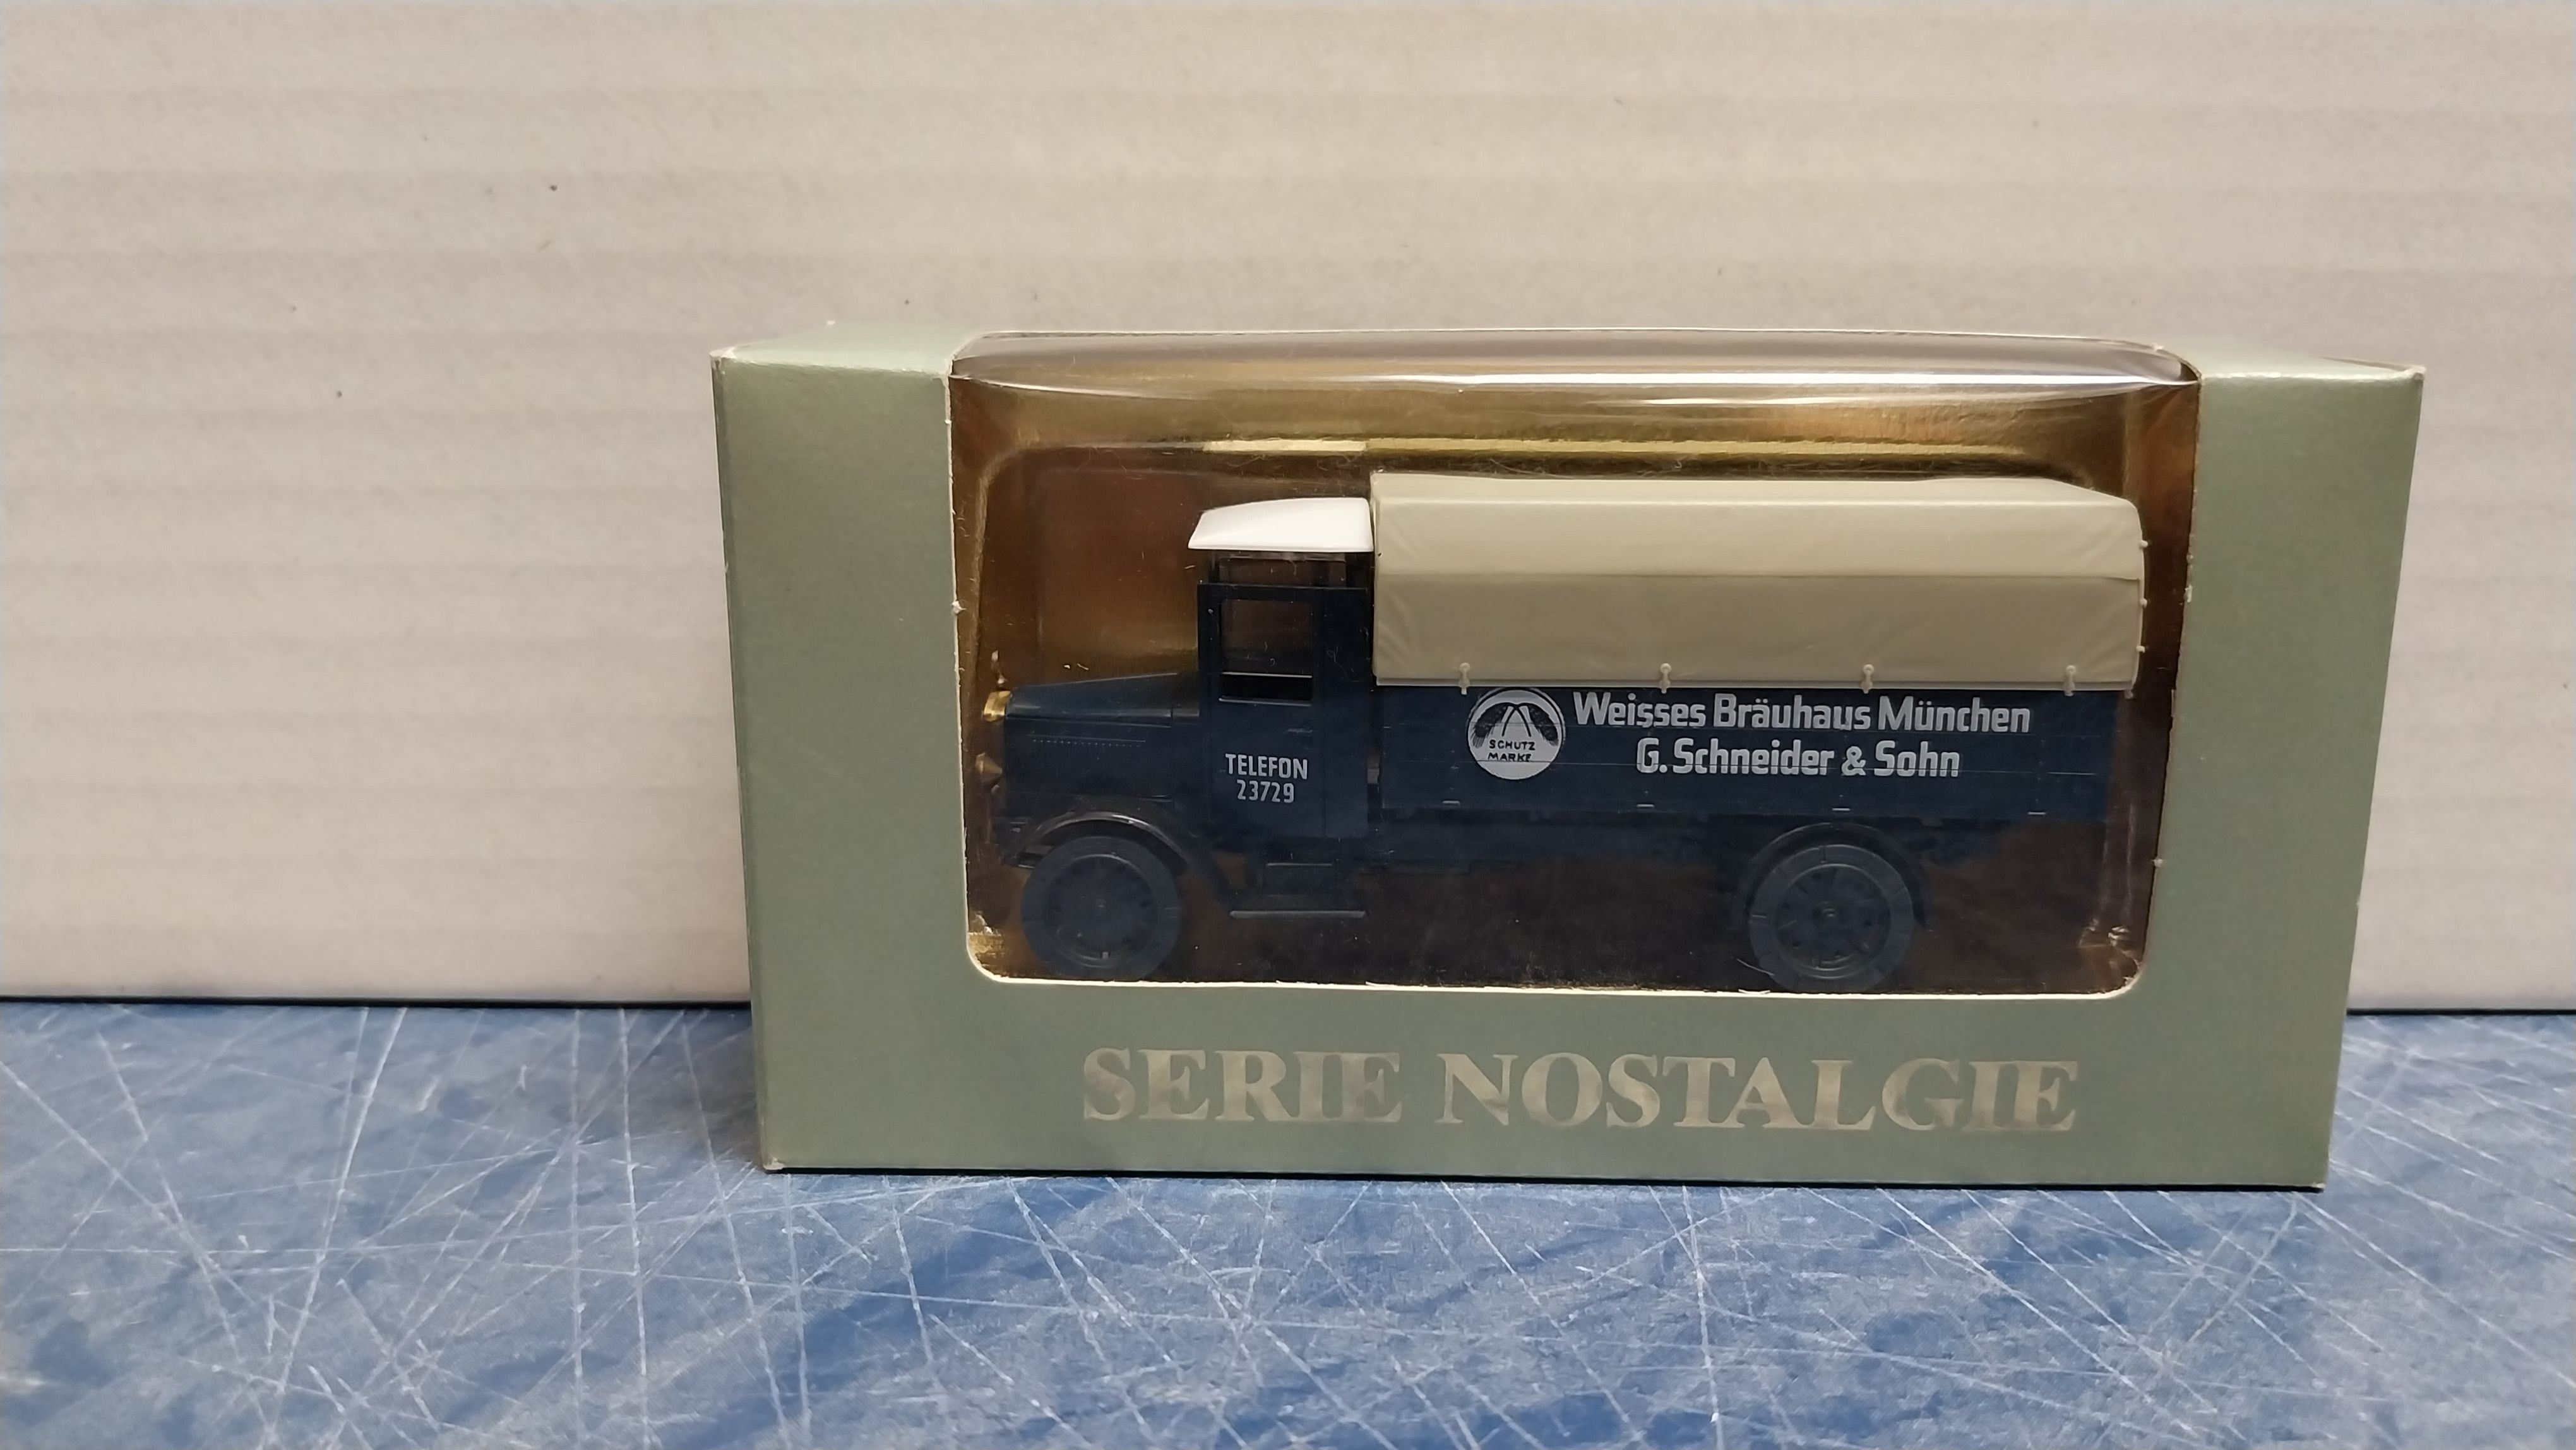 TELEFON
23729
SCHUTZ
MARKE
Weisses Bräuhaus München
G. Schneider & Sohn
SERIE NOSTALGIE